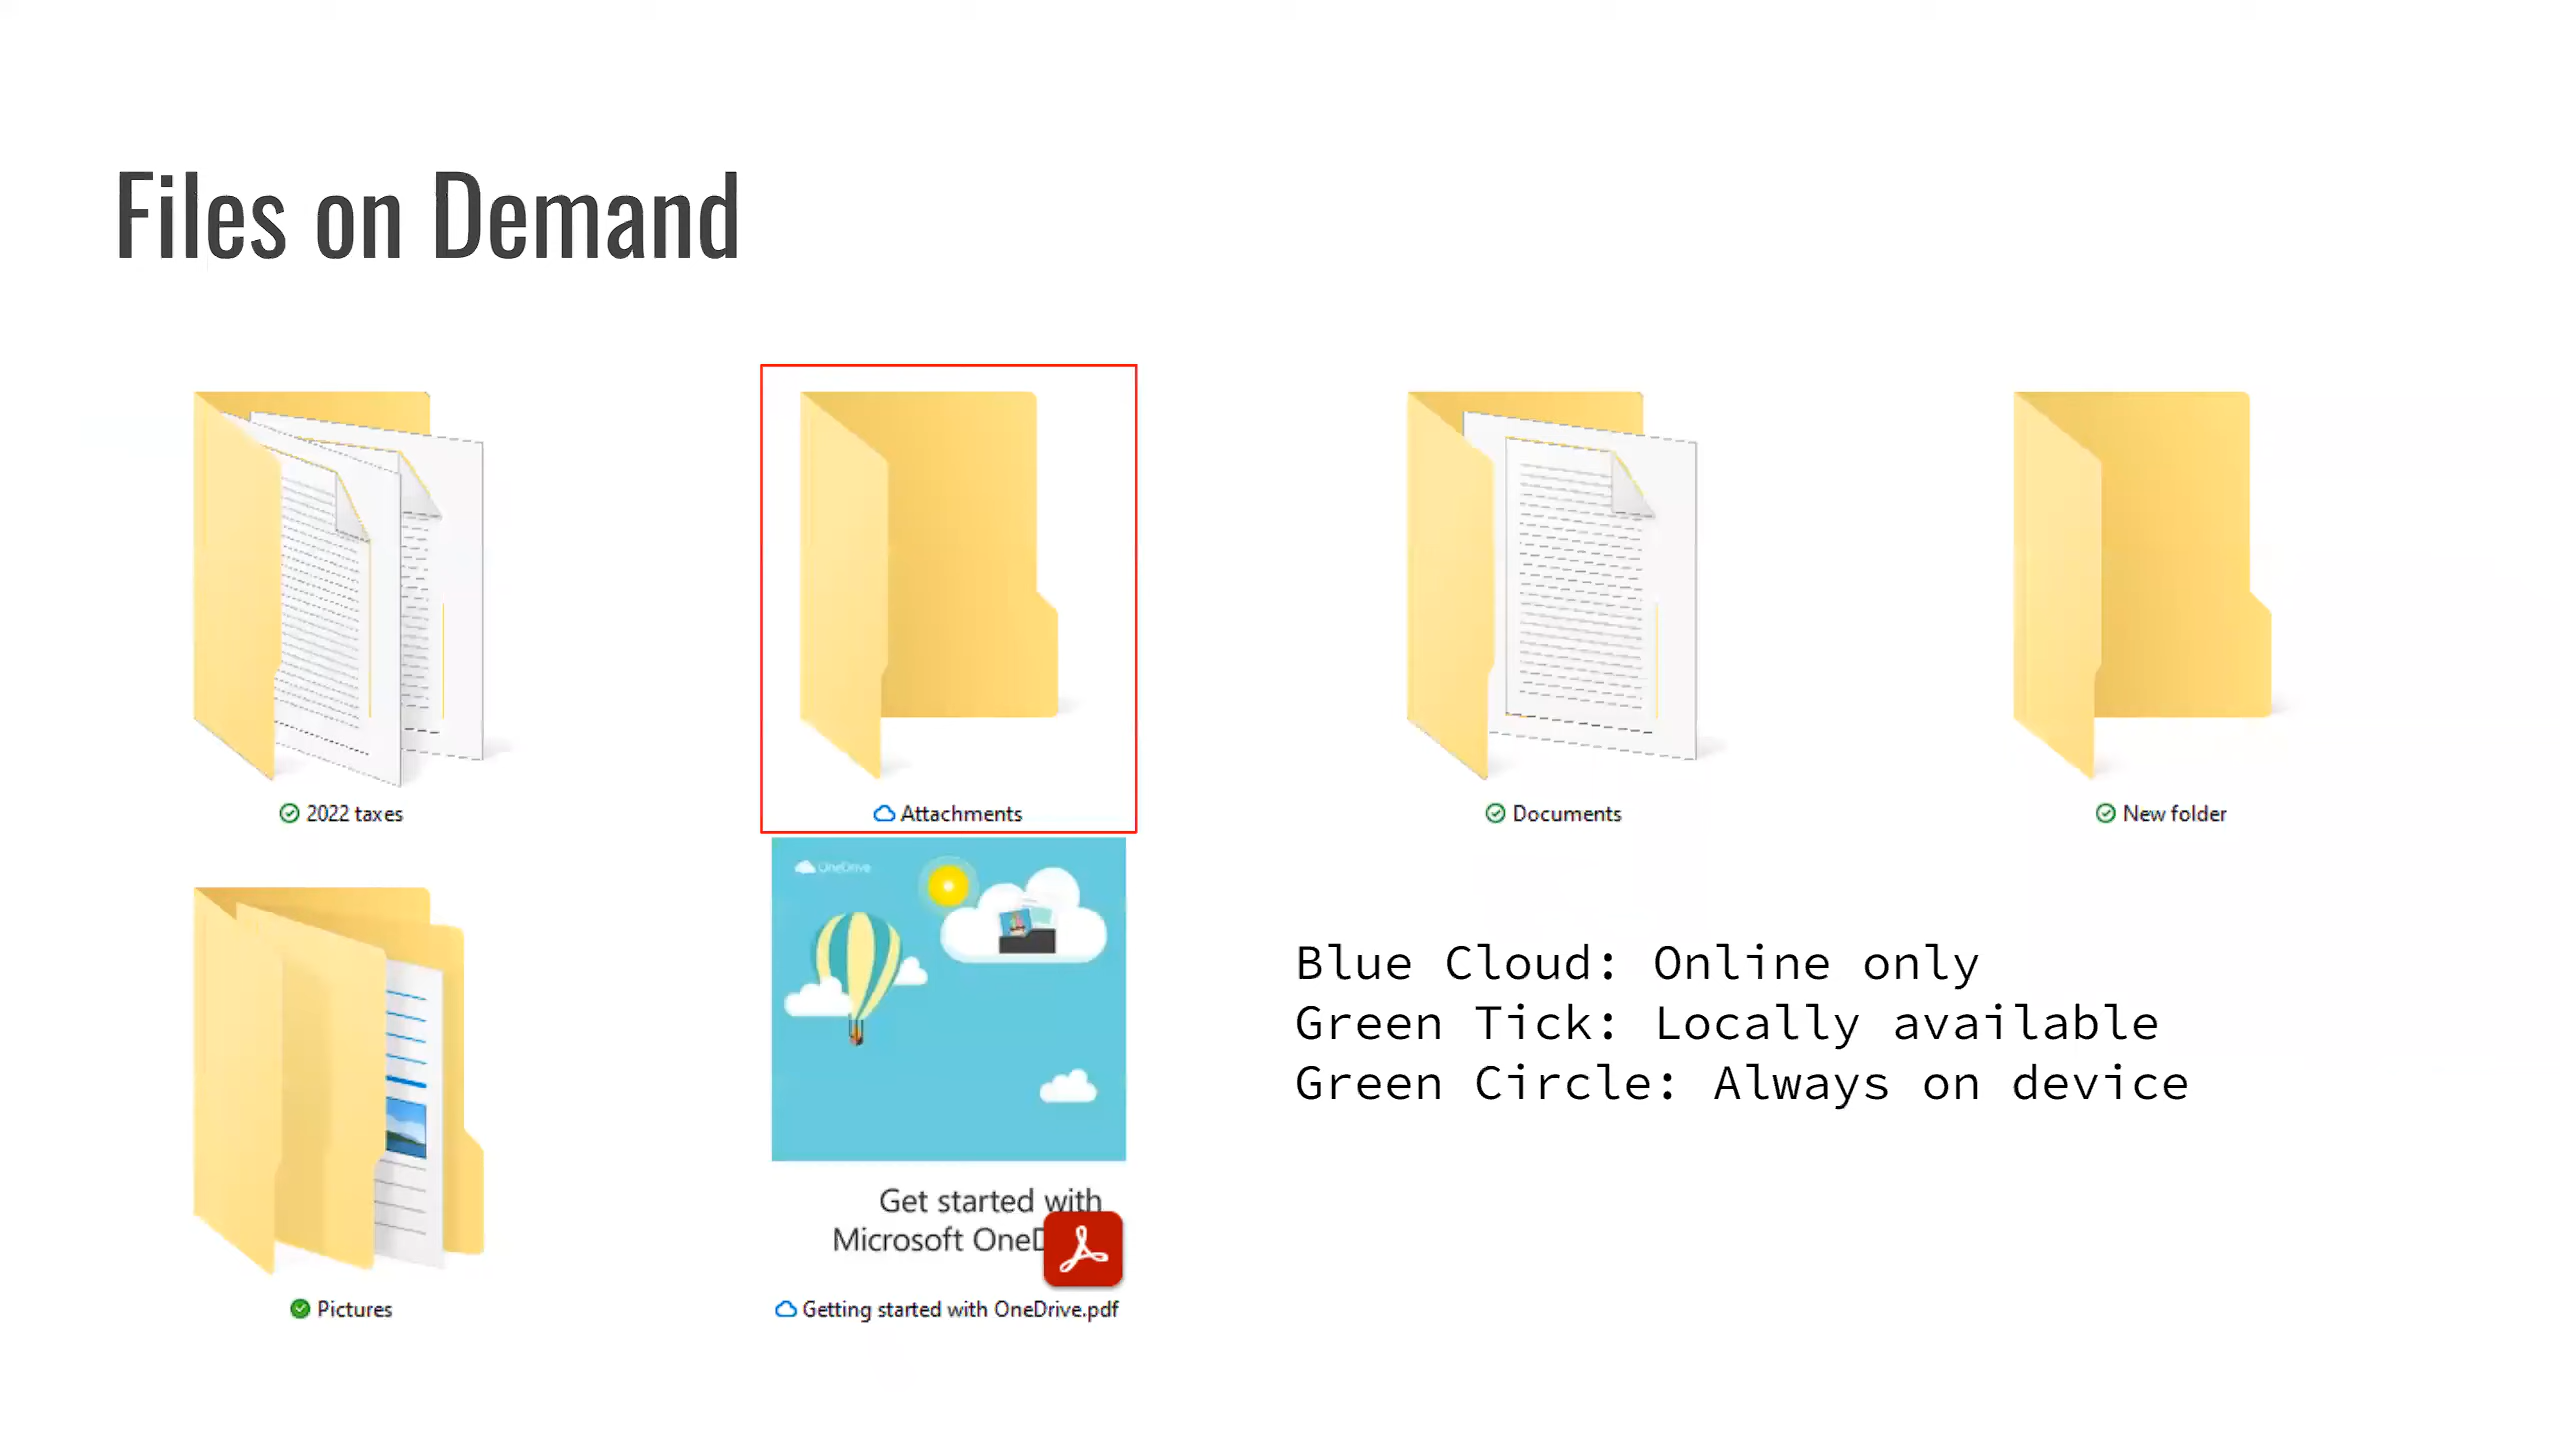 Files on Demand
2022 taxes
Attachments
Documents
New folder
OneDrive
Get started with
Microsoft OneD
Pictures
Getting started with OneDrive.pdf
Blue Cloud: Online only
Green Tick: Locally available
Green Circle: Always on device